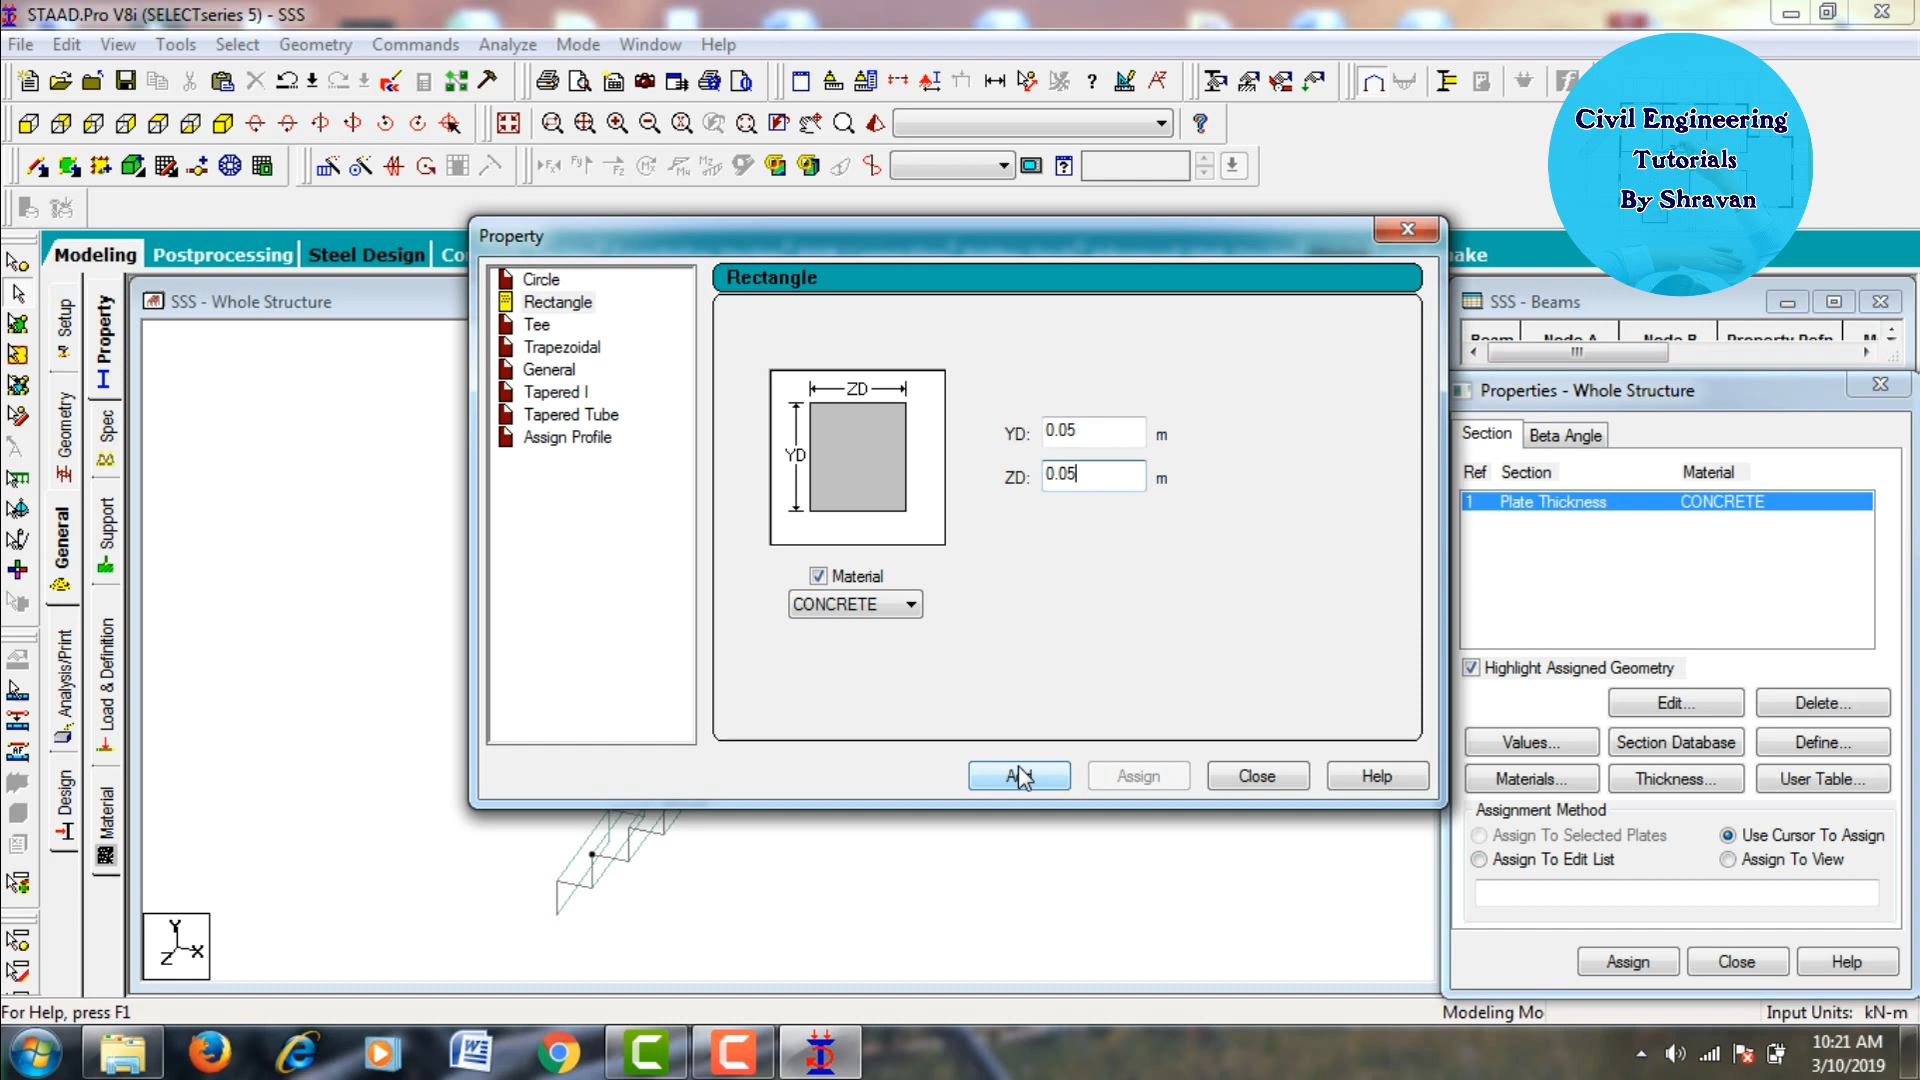 STAAD.Pro V8i (SELECTseries 5) - SSS
File Edit View Tools Select Geometry Commands Analyze Mode Window Help
Civil Engineering
Tutorials
By Shravan
Modeling Postprocessing Steel Design
Property
Circle
Rectangle
Tee
Trapezoidal
General
Tapered I
Tapered Tube
Assign Profile
Rectangle
ZD
YD
YD: 0.05 m
ZD: 0.05 m
Material
CONCRETE
Assign Close Help
SSS - Whole Structure
Setup
Geometry
General
Analysis/Print
Design
Property
Spec
Support
Load & Definition
Material
Y
Z X
SSS - Beams
Beam Node A Node B Property Refn
Properties - Whole Structure
Section Beta Angle
Ref Section Material
1 Plate Thickness CONCRETE
Highlight Assigned Geometry
Edit... Delete...
Values... Section Database Define...
Materials... Thickness... User Table...
Assignment Method
Assign To Selected Plates Use Cursor To Assign
Assign To Edit List Assign To View
Assign Close Help
For Help, press F1
Modeling Mo
Input Units: kN-m
10:21 AM
3/10/2019